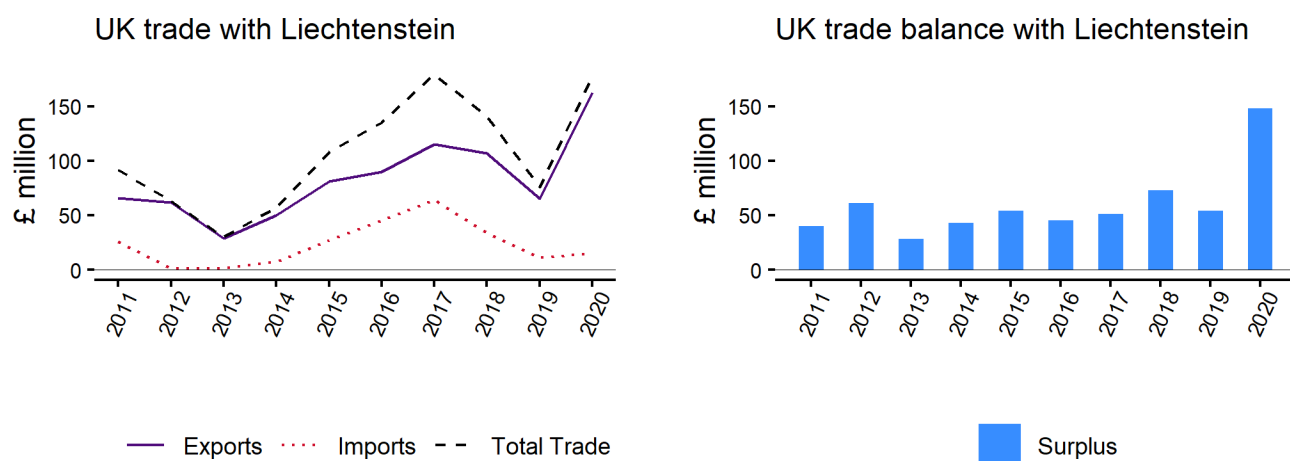 UK trade with Liechtenstein
£ million
150
100
50
0
2011 2012 2013 2014 2015 2016 2017 2018 2019 2020
Exports Imports Total Trade
UK trade balance with Liechtenstein
£ million
150
100
50
0
2011 2012 2013 2014 2015 2016 2017 2018 2019 2020
Surplus